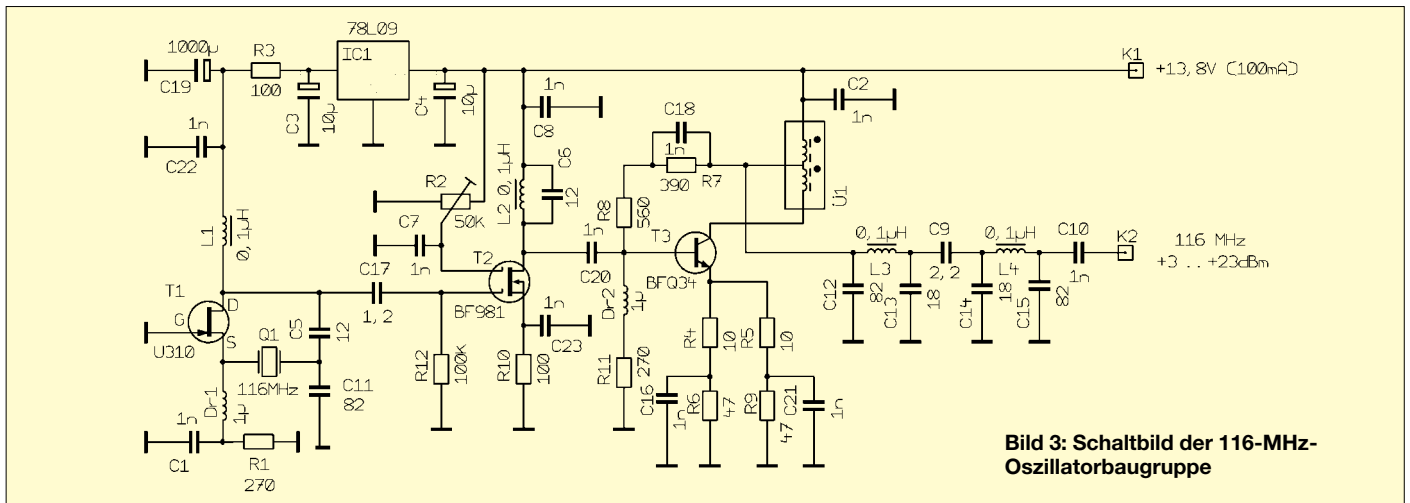 78L09
1000µ
R3
IC1
K1
+13,8V (100mA)
C19
100
C3
10µ
C4
10µ
1n
C8
C2
1n
C18
1n
390
R7
1n
C22
C6
12
L2 0,1µH
R2
50K
R8
560
Ü1
L1
0,1µH
C7
1n
T2
1n
C20
T3
0,1µH
C9
0,1µH
C10
K2
116 MHz
+3 .. +23dBm
L3
2,2
L4
1n
C17
1,2
BF981
BFQ34
C12
82
C13
18
C14
18
C15
82
T1
D
G
S
U310
C5
12
Q1
116MHz
C11
82
R12
100K
R10
100
1n
C23
Dr2
1µ
R11
270
R4
10
R5
10
Dr1
1µ
C16
1n
R6
47
R9
47
C21
1n
1n
C1
R1
270
Bild 3: Schaltbild der 116-MHz-
Oszillatorbaugruppe